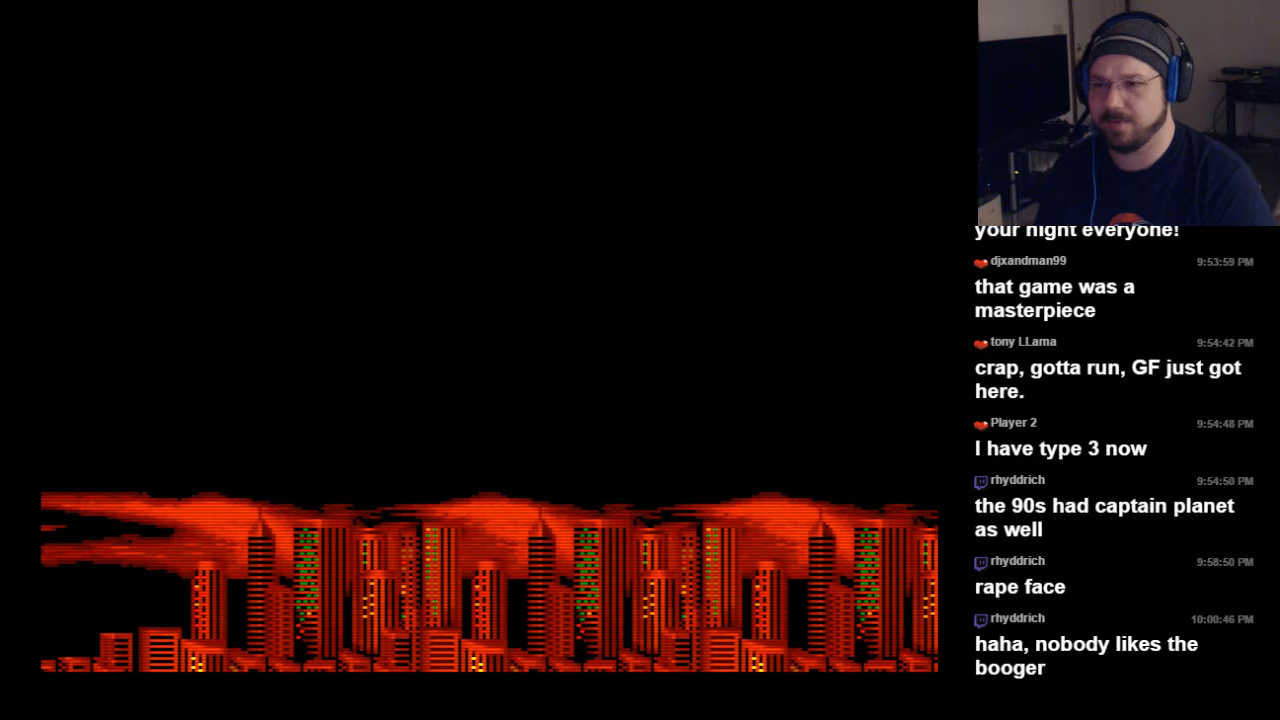 your night everyone!
djxandman99 9:53:59 PM
that game was a
masterpiece
tony LLama 9:54:42 PM
crap, gotta run, GF just got
here.
Player 2 9:54:48 PM
I have type 3 now
rhyddrich 9:54:50 PM
the 90s had captain planet
as well
rhyddrich 9:58:50 PM
rape face
rhyddrich 10:00:46 PM
haha, nobody likes the
booger